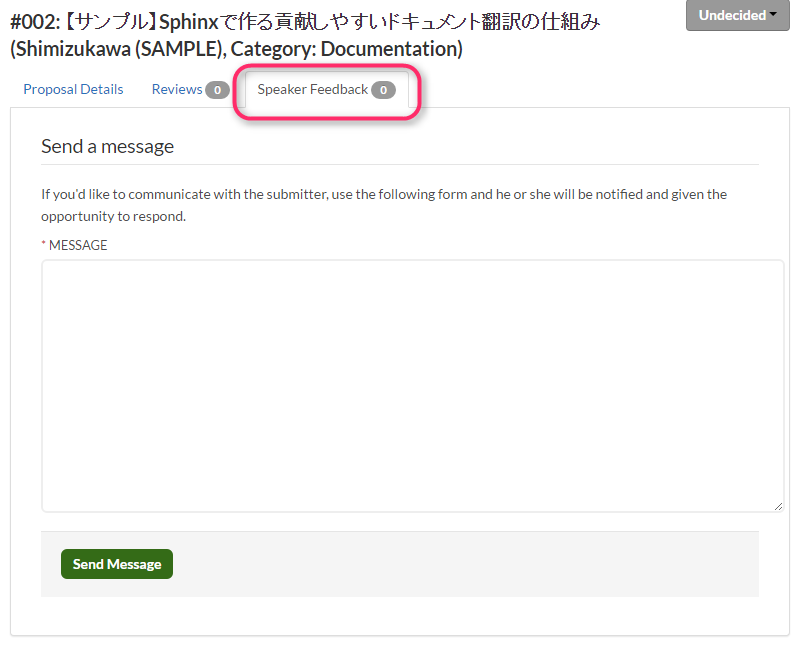 #002: 【サンプル】Sphinxで作る貢献しやすいドキュメント翻訳の仕組み
(Shimizukawa (SAMPLE), Category: Documentation)
Undecided
Proposal Details
Reviews 0
Speaker Feedback 0
Send a message
If you'd like to communicate with the submitter, use the following form and he or she will be notified and given the
opportunity to respond.
* MESSAGE
Send Message